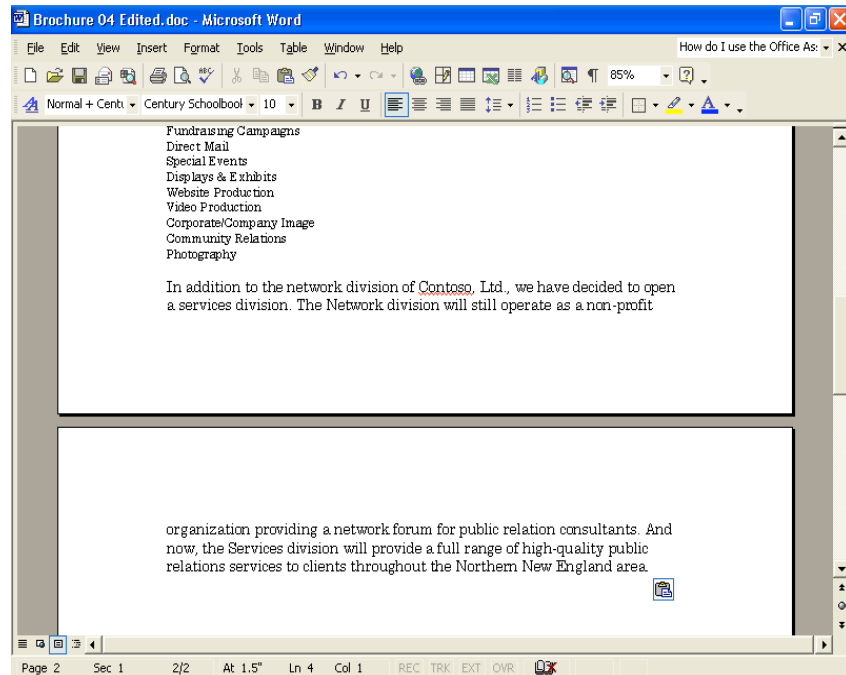 Brochure 04 Edited.doc - Microsoft Word
File Edit View Insert Format Tools Table Window Help How do I use the Office As:
85%
Normal + Centu Century Schoolbook 10 B I U A
Fundraising Campaigns
Direct Mail
Special Events
Displays & Exhibits
Website Production
Video Production
Corporate/Company Image
Community Relations
Photography
In addition to the network division of Contoso, Ltd., we have decided to open
a services division. The Network division will still operate as a non-profit
organization providing a network forum for public relation consultants. And
now, the Services division will provide a full range of high-quality public
relations services to clients throughout the Northern New England area.
Page 2 Sec 1 2/2 At 1.5" Ln 4 Col 1 REC TRK EXT OVR